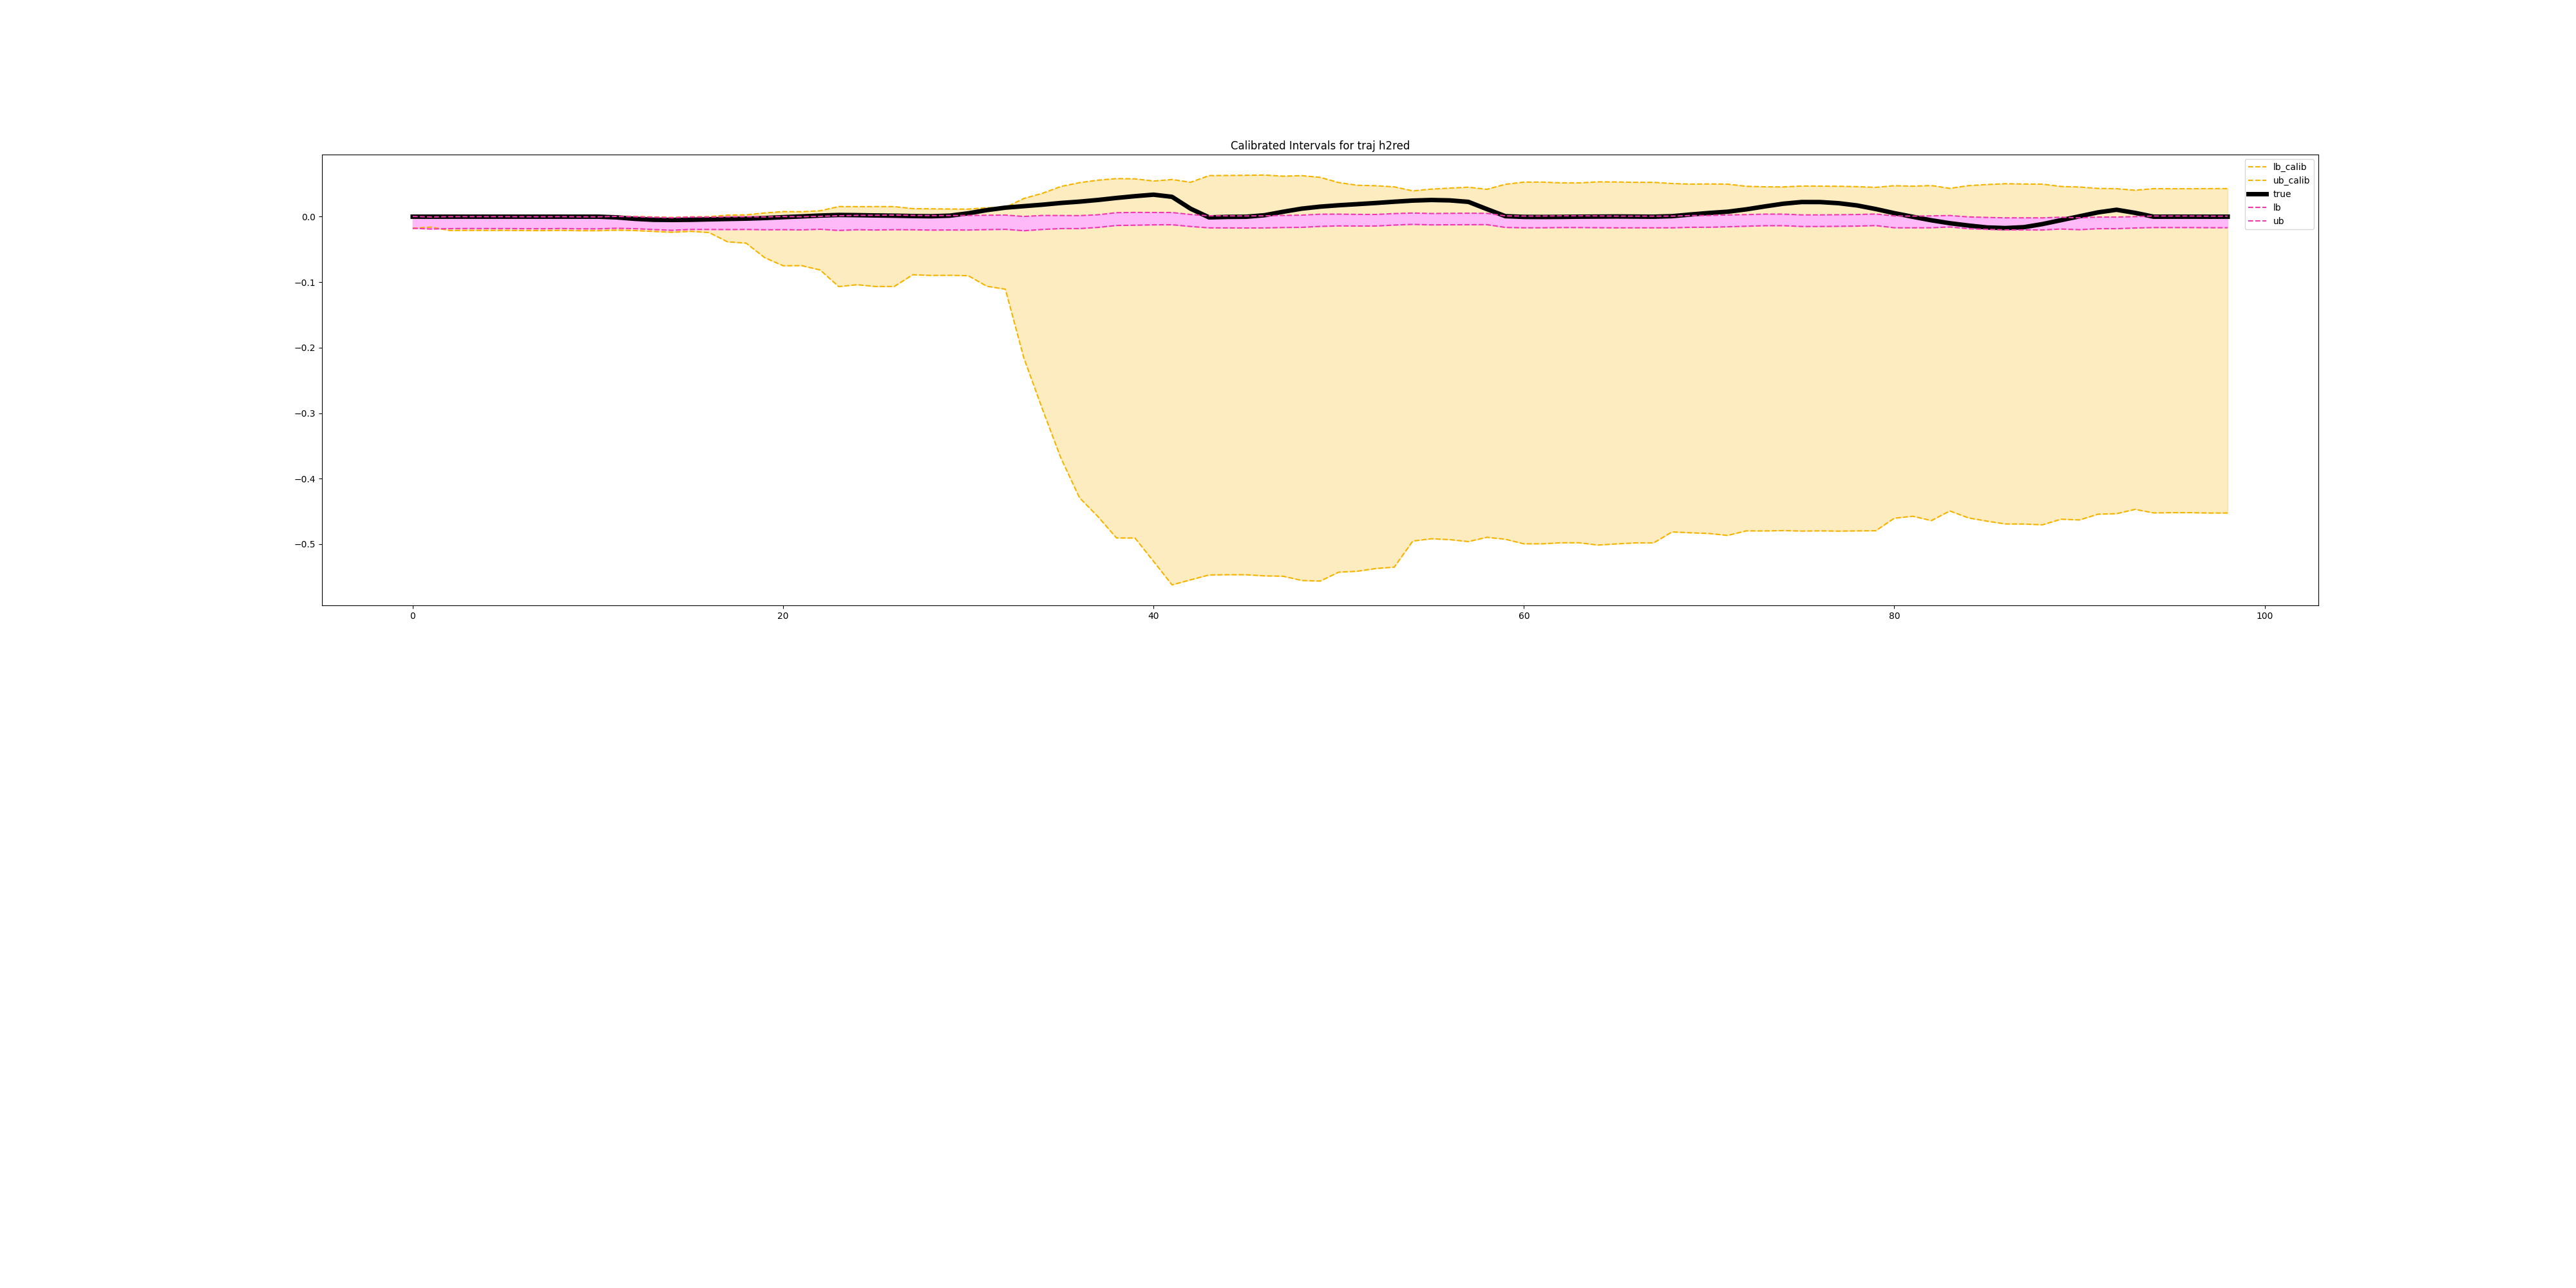 Calibrated Intervals for traj h2red
lb_calib
ub_calib
true
lb
ub
0.0
−0.1
−0.2
−0.3
−0.4
−0.5
0 20 40 60 80 100